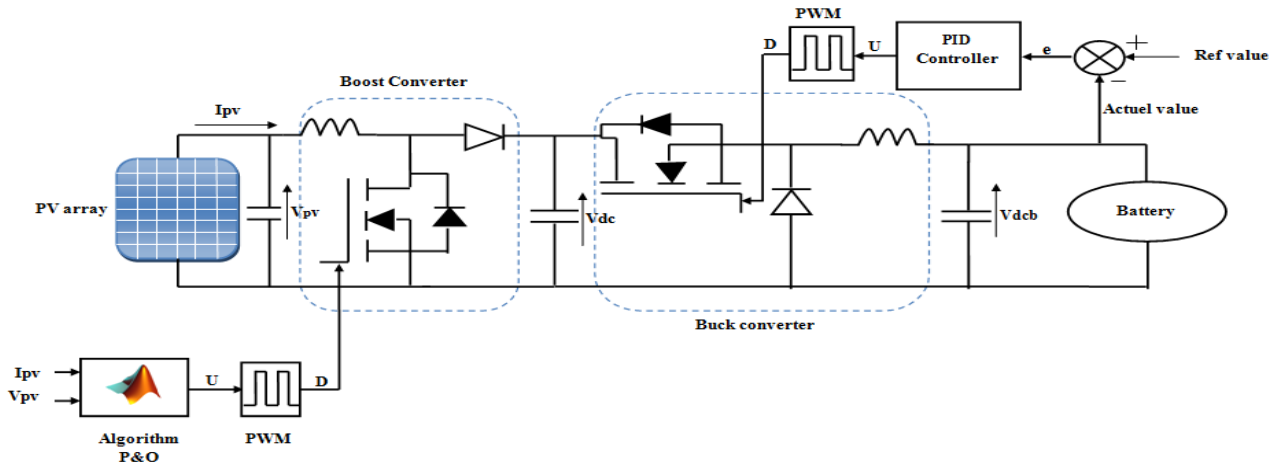 PWM
D
U
PID
Controller
e
+
−
Ref value
Actuel value
Boost Converter
Ipv
PV array
Vpv
Vdc
Vdcb
Battery
Buck converter
Ipv
Vpv
U
D
Algorithm
P&O
PWM